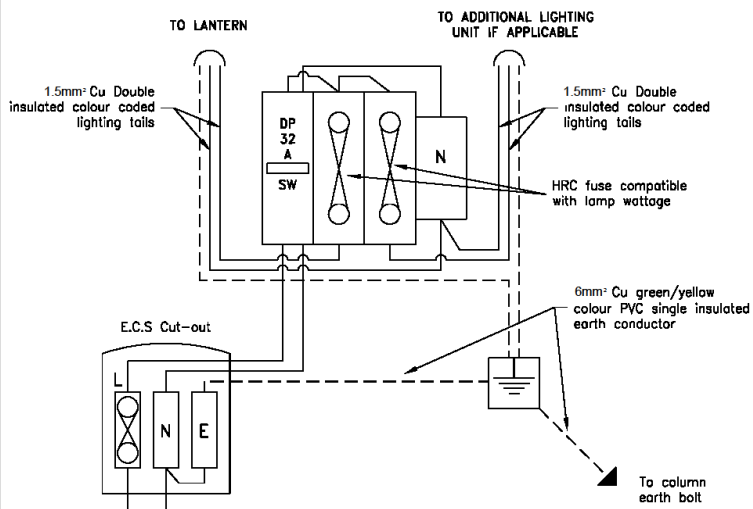 TO LANTERN
TO ADDITIONAL LIGHTING
UNIT IF APPLICABLE
1.5mm² Cu Double
insulated colour coded
lighting tails
1.5mm² Cu Double
insulated colour coded
lighting tails
DP
32
A
SW
N
HRC fuse compatible
with lamp wattage
6mm² Cu green/yellow
colour PVC single insulated
earth conductor
E.C.S Cut-out
L
N
E
To column
earth bolt